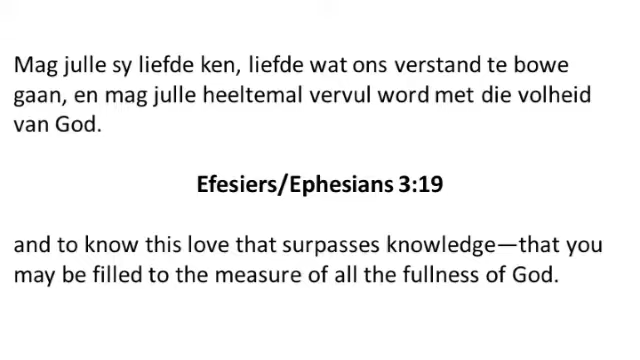 Mag julle sy liefde ken, liefde wat ons verstand te bowe
gaan, en mag julle heeltemal vervul word met die volheid
van God.
Efesiers/Ephesians 3:19
and to know this love that surpasses knowledge—that you
may be filled to the measure of all the fullness of God.